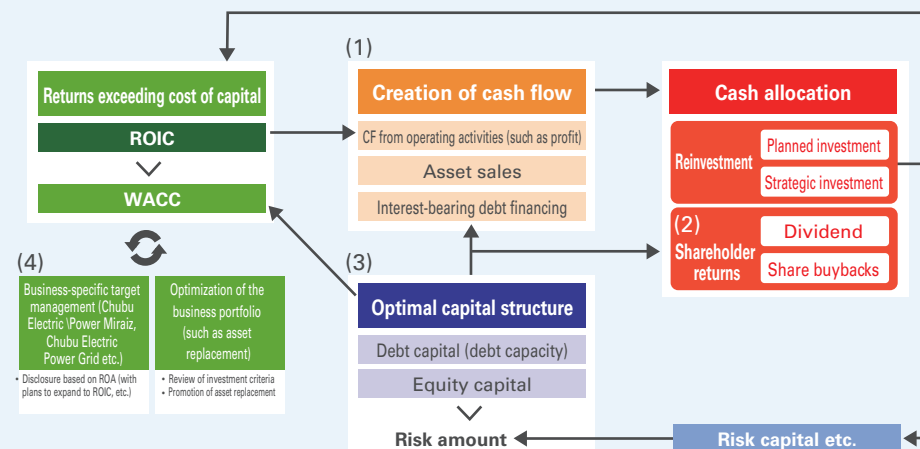 Returns exceeding cost of capital
ROIC
WACC
(1)
Creation of cash flow
CF from operating activities (such as profit)
Asset sales
Interest-bearing debt financing
Cash allocation
Reinvestment
Planned investment
Strategic investment
(2)
Shareholder
returns
Dividend
Share buybacks
(3)
Optimal capital structure
Debt capital (debt capacity)
Equity capital
Risk amount
Risk capital etc.
(4)
Business-specific target
management (Chubu
Electric \Power Miraiz,
Chubu Electric
Power Grid etc.)
• Disclosure based on ROA (with
plans to expand to ROIC, etc.)
Optimization of the
business portfolio
(such as asset
replacement)
• Review of investment criteria
• Promotion of asset replacement